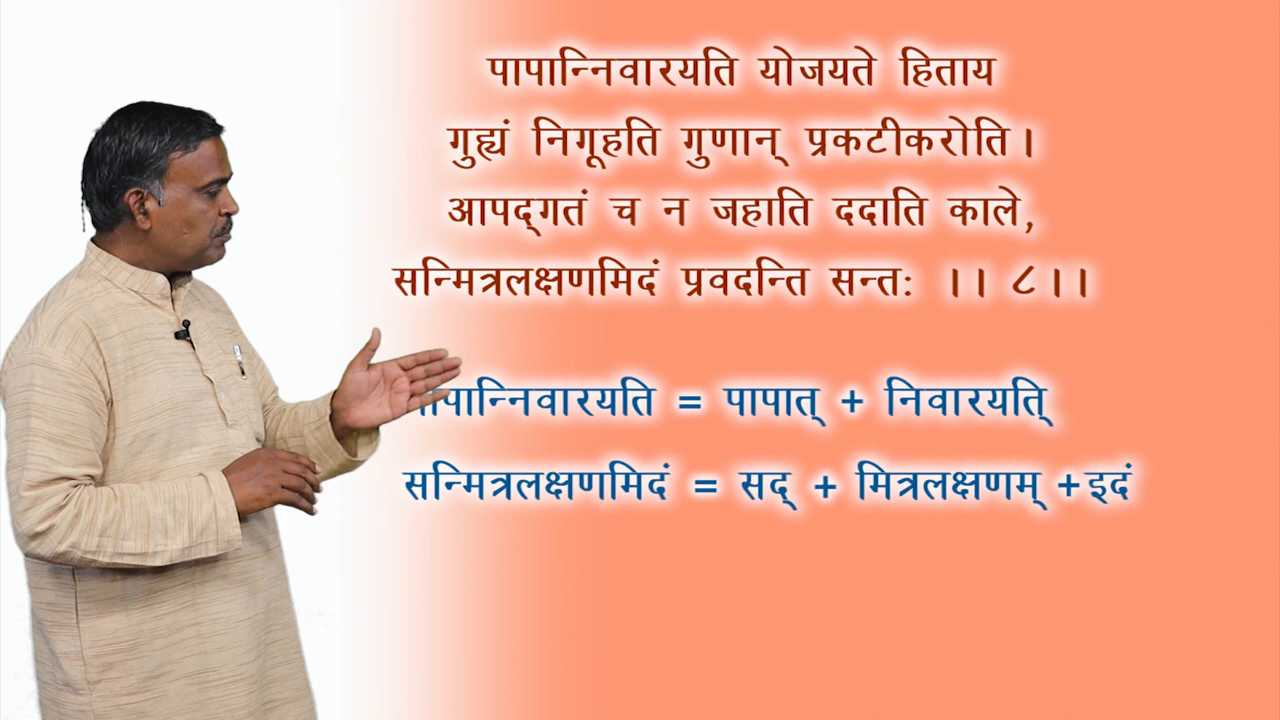 पापान्निवारयति योजयते हिताय
गुह्यं निगूहति गुणान् प्रकटीकरोति।
आपद्‌गतं च न जहाति ददाति काले,
सन्मित्रलक्षणमिदं प्रवदन्ति सन्तः ।। ८।।
= पापात् + निवारयति्
सन्मित्रलक्षणमिदं = सद् + मित्रलक्षणम् +इदं